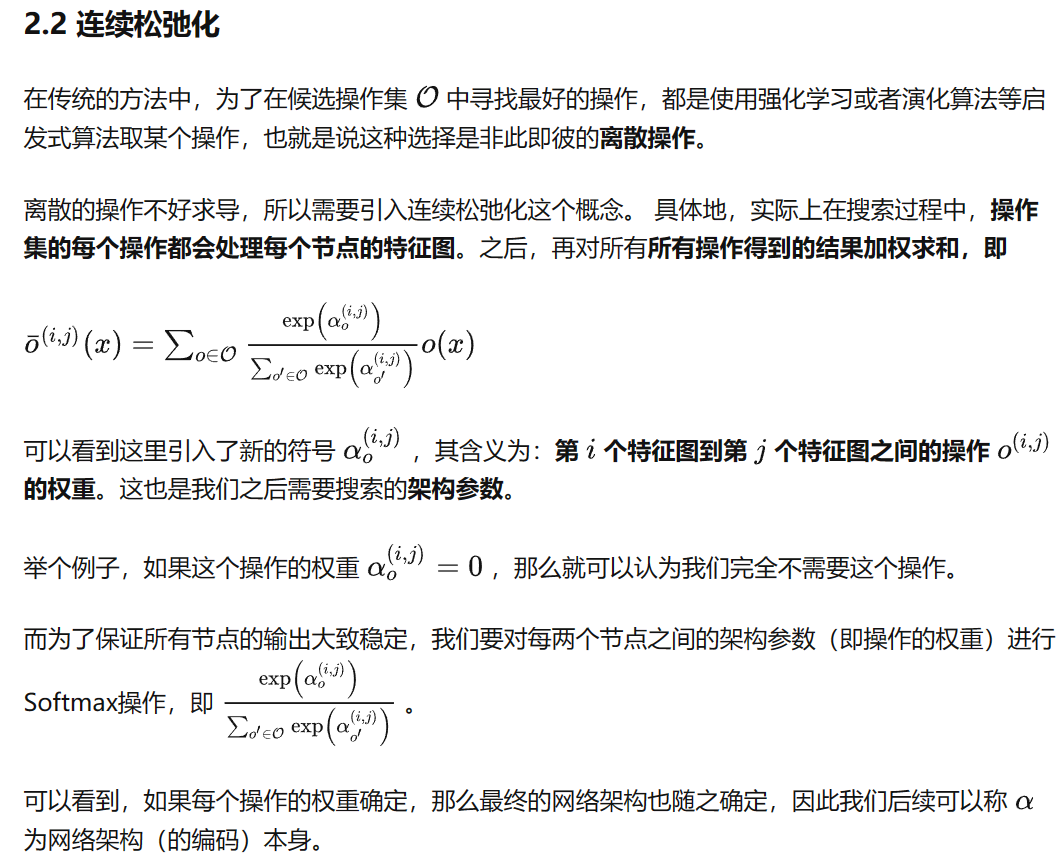 2.2 连续松弛化
在传统的方法中，为了在候选操作集 𝒪 中寻找最好的操作，都是使用强化学习或者演化算法等启
发式算法取某个操作，也就是说这种选择是非此即彼的离散操作。
离散的操作不好求导，所以需要引入连续松弛化这个概念。 具体地，实际上在搜索过程中，操作
集的每个操作都会处理每个节点的特征图。之后，再对所有所有操作得到的结果加权求和，即
$\bar{o}^{(i,j)}(x) = \sum_{o \in \mathcal{O}} \frac{\exp\left(\alpha_o^{(i,j)}\right)}{\sum_{o' \in \mathcal{O}} \exp\left(\alpha_{o'}^{(i,j)}\right)} o(x)$
可以看到这里引入了新的符号 $\alpha_o^{(i,j)}$ ，其含义为：第 $i$ 个特征图到第 $j$ 个特征图之间的操作 $o^{(i,j)}$
的权重。这也是我们之后需要搜索的架构参数。
举个例子，如果这个操作的权重 $\alpha_o^{(i,j)} = 0$ ，那么就可以认为我们完全不需要这个操作。
而为了保证所有节点的输出大致稳定，我们要对每两个节点之间的架构参数（即操作的权重）进行
Softmax操作，即 $\frac{\exp\left(\alpha_o^{(i,j)}\right)}{\sum_{o' \in \mathcal{O}} \exp\left(\alpha_{o'}^{(i,j)}\right)}$ 。
可以看到，如果每个操作的权重确定，那么最终的网络架构也随之确定，因此我们后续可以称 $\alpha$
为网络架构（的编码）本身。